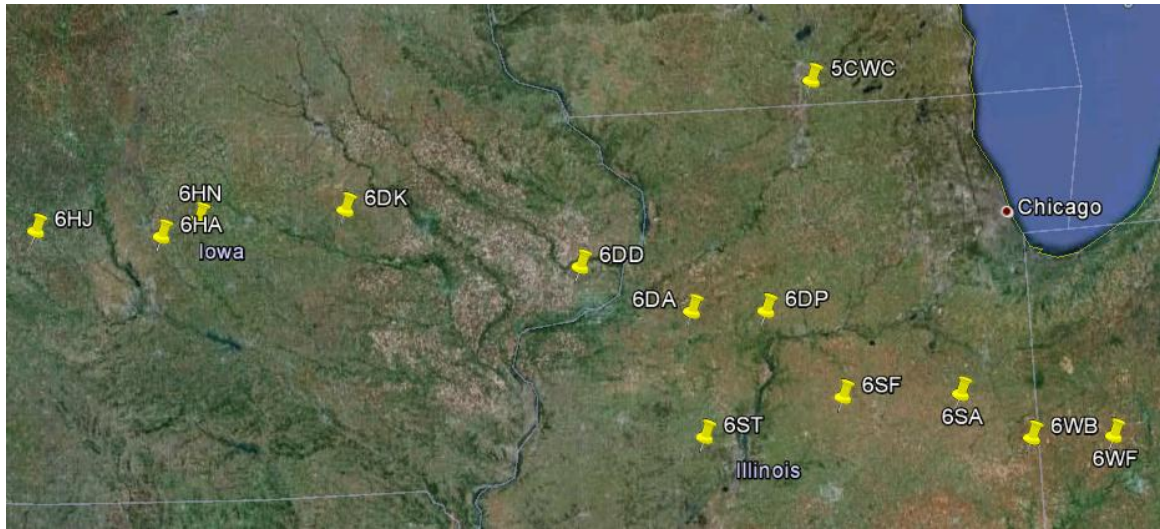 5CWC
6HN
6DK
Chicago
6HJ
6HA
Iowa
6DD
6DA
6DP
6SF
6SA
6ST
6WB
6WF
Illinois